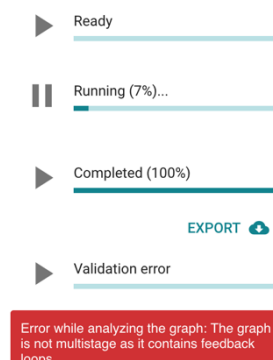 Ready
Running (7%)...
Completed (100%)
EXPORT
Validation error
Error while analyzing the graph: The graph
is not multistage as it contains feedback
loops